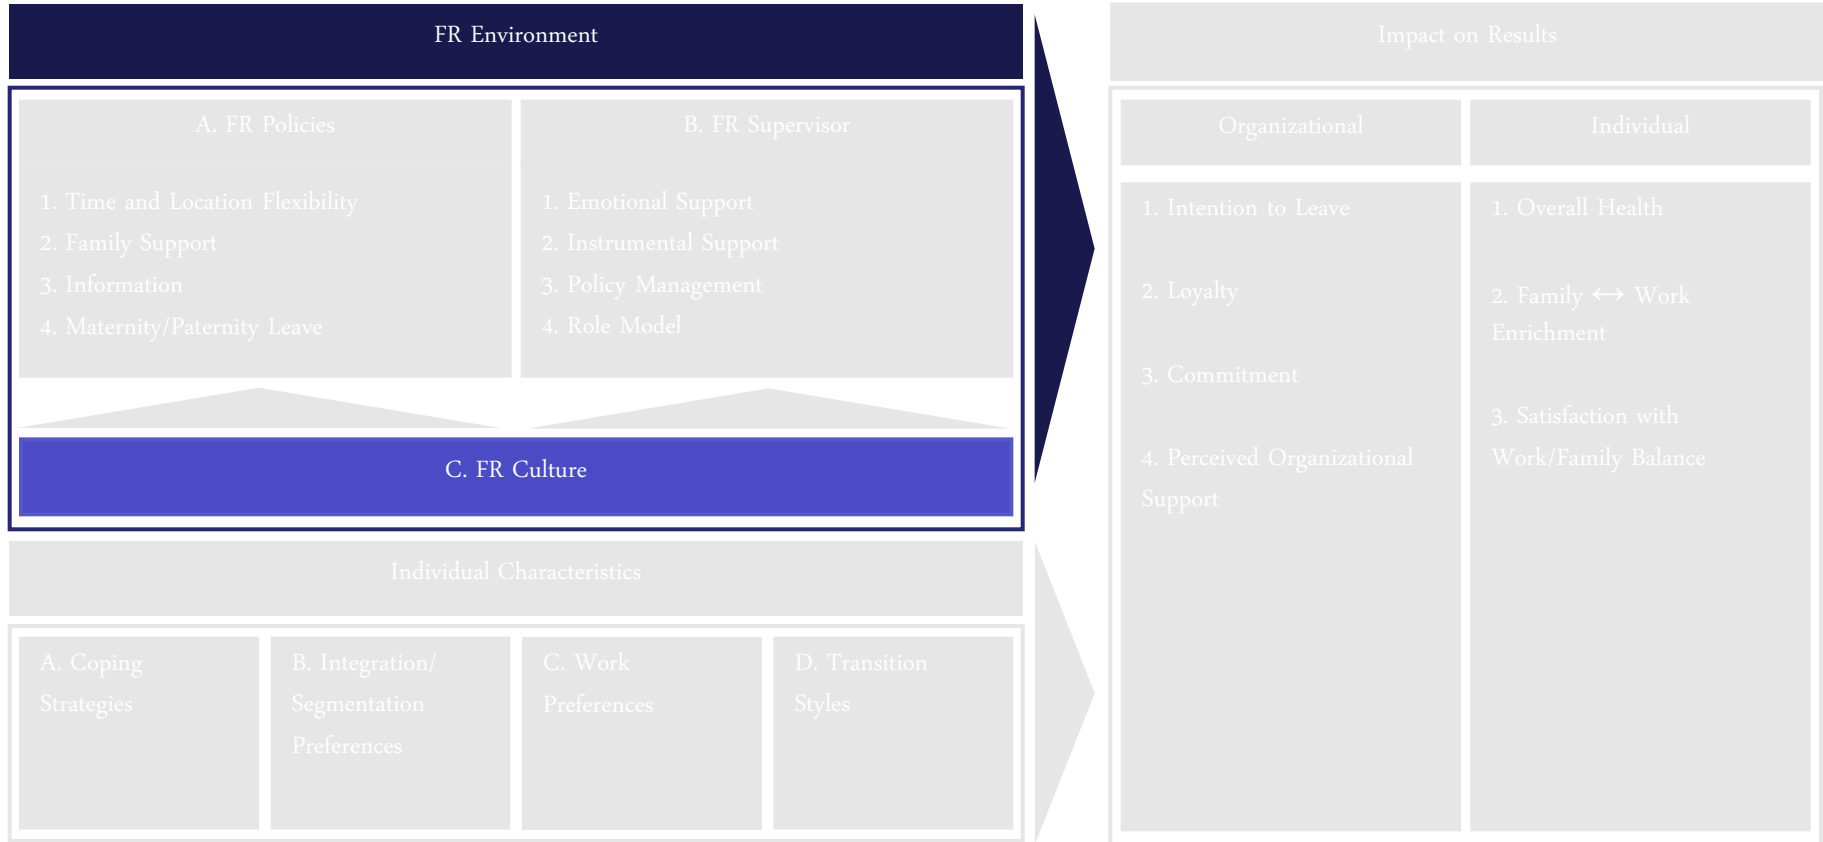 FR Environment
A. FR Policies
1. Time and Location Flexibility
2. Family Support
3. Information
4. Maternity/Paternity Leave
B. FR Supervisor
1. Emotional Support
2. Instrumental Support
3. Policy Management
4. Role Model
C. FR Culture
Individual Characteristics
A. Coping
Strategies
B. Integration/
Segmentation
Preferences
C. Work
Preferences
D. Transition
Styles
Impact on Results
Organizational
1. Intention to Leave
2. Loyalty
3. Commitment
4. Perceived Organizational
Support
Individual
1. Overall Health
2. Family ↔ Work
Enrichment
3. Satisfaction with
Work/Family Balance